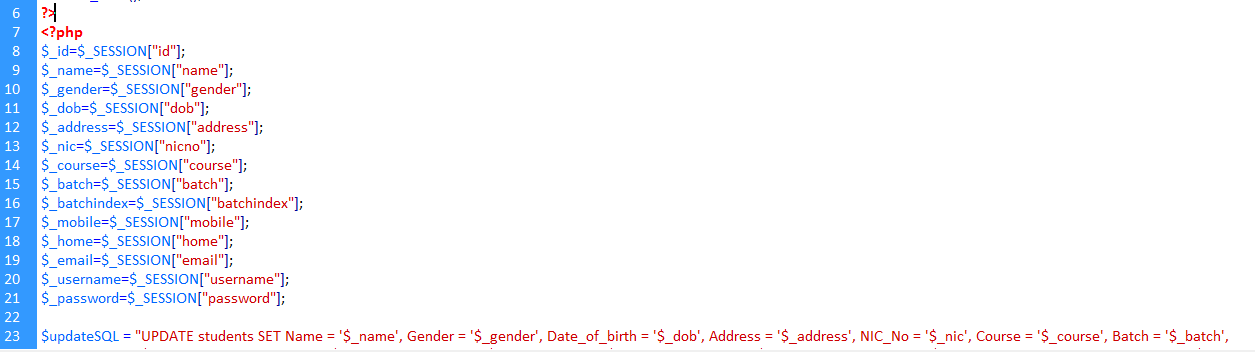 6 ?>
7 <?php
8 $_id=$_SESSION["id"];
9 $_name=$_SESSION["name"];
10 $_gender=$_SESSION["gender"];
11 $_dob=$_SESSION["dob"];
12 $_address=$_SESSION["address"];
13 $_nic=$_SESSION["nicno"];
14 $_course=$_SESSION["course"];
15 $_batch=$_SESSION["batch"];
16 $_batchindex=$_SESSION["batchindex"];
17 $_mobile=$_SESSION["mobile"];
18 $_home=$_SESSION["home"];
19 $_email=$_SESSION["email"];
20 $_username=$_SESSION["username"];
21 $_password=$_SESSION["password"];
22
23 $updateSQL = "UPDATE students SET Name = '$_name', Gender = '$_gender', Date_of_birth = '$_dob', Address = '$_address', NIC_No = '$_nic', Course = '$_course', Batch = '$_batch',